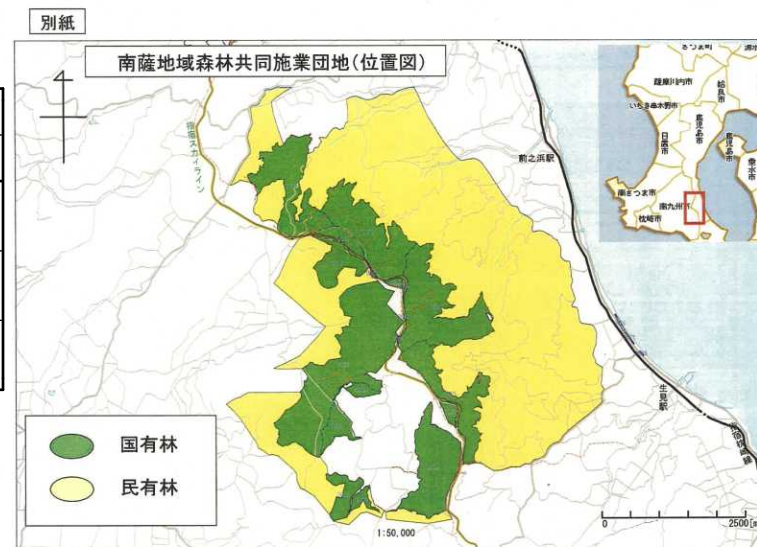 別紙
南薩地域森林共同施業団地(位置図)
指宿スカイライン
前之浜駅
生見駅
薩摩川内市
姶良市
いちき串木野市
鹿児島市
日置市
鹿児島市
垂水市
南さつま市
南九州市
枕崎市
国有林
民有林
1:50,000
0
2500[m